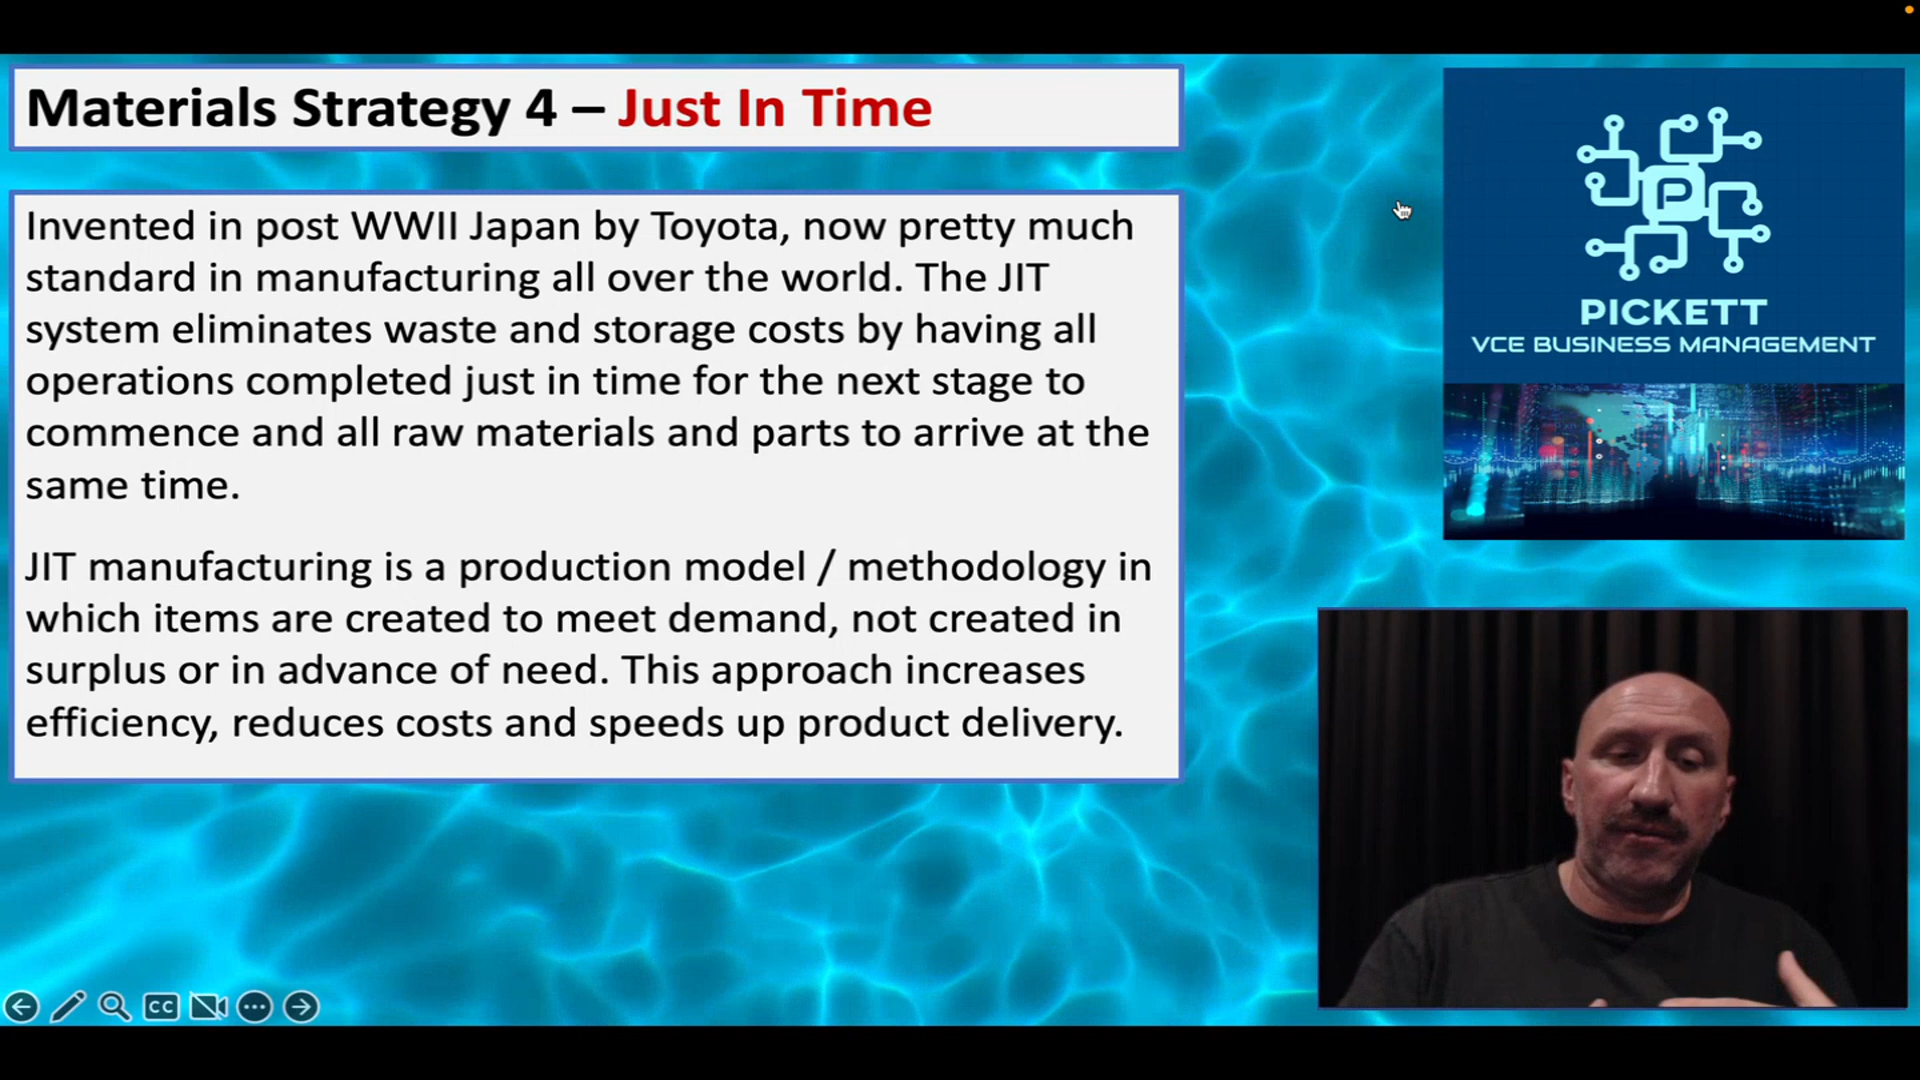 Materials Strategy 4 – Just In Time
Invented in post WWII Japan by Toyota, now pretty much
standard in manufacturing all over the world. The JIT
system eliminates waste and storage costs by having all
operations completed just in time for the next stage to
commence and all raw materials and parts to arrive at the
same time.
JIT manufacturing is a production model / methodology in
which items are created to meet demand, not created in
surplus or in advance of need. This approach increases
efficiency, reduces costs and speeds up product delivery.
P
PICKETT
VCE BUSINESS MANAGEMENT
CC